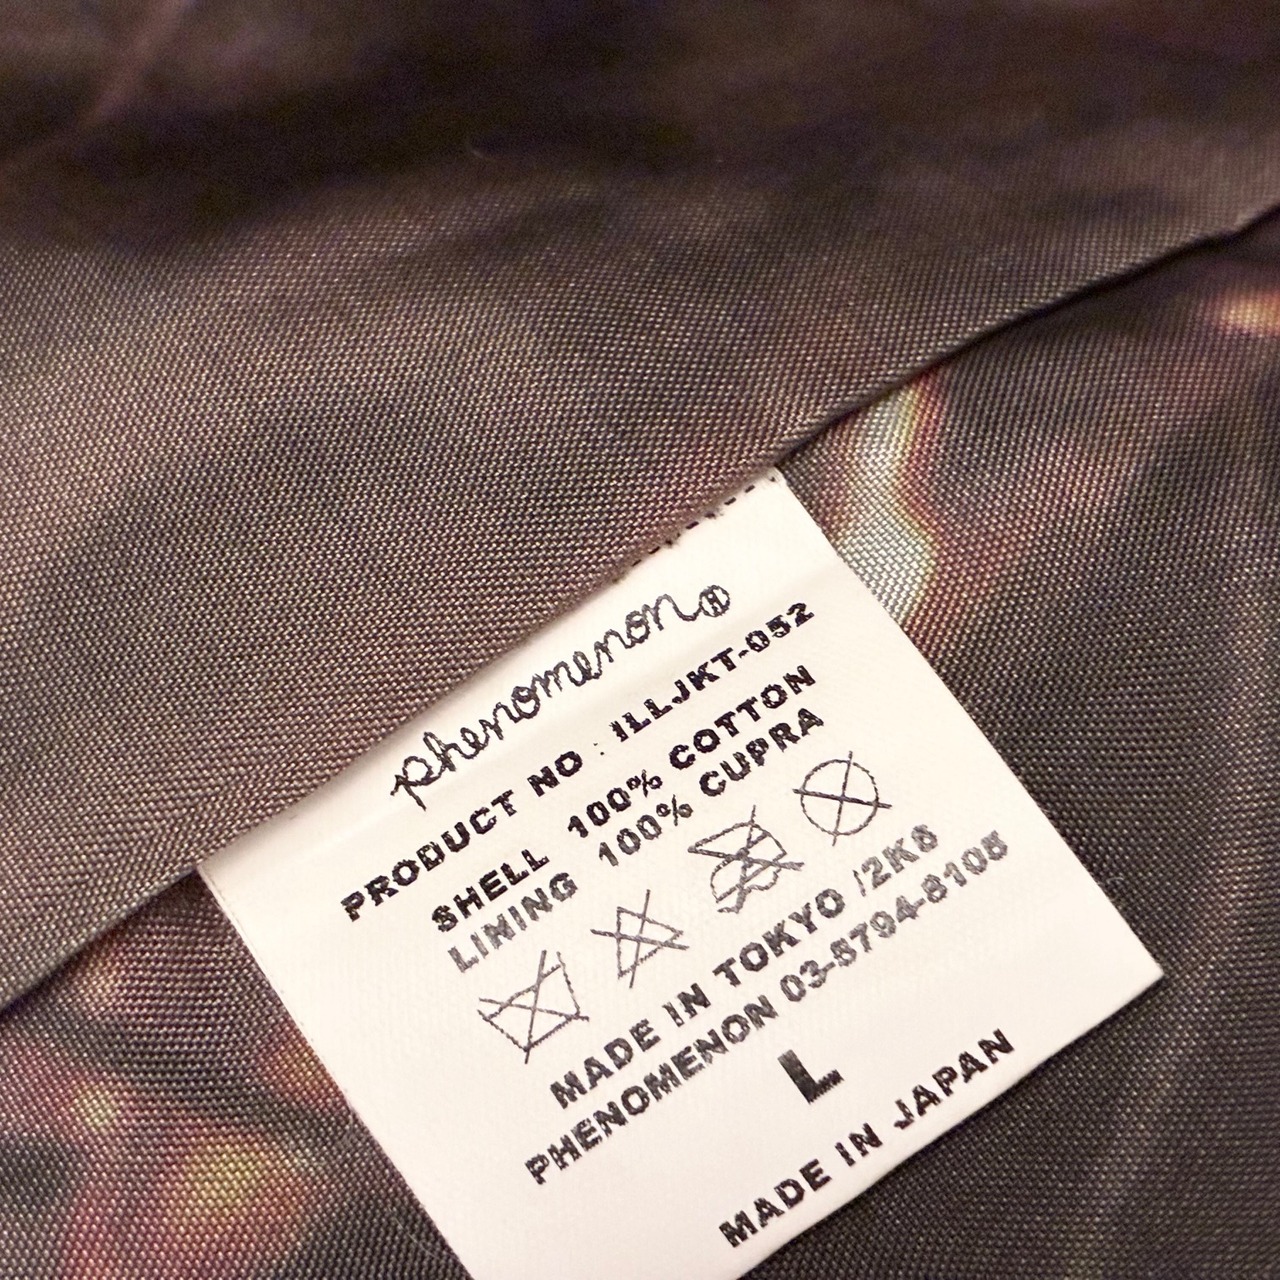 phenomenon®
PRODUCT NO : ILLJKT-052
SHELL 100% COTTON
LINING 100% CUPRA
MADE IN TOKYO /2K8
PHENOMENON 03-5794-8105
L
MADE IN JAPAN